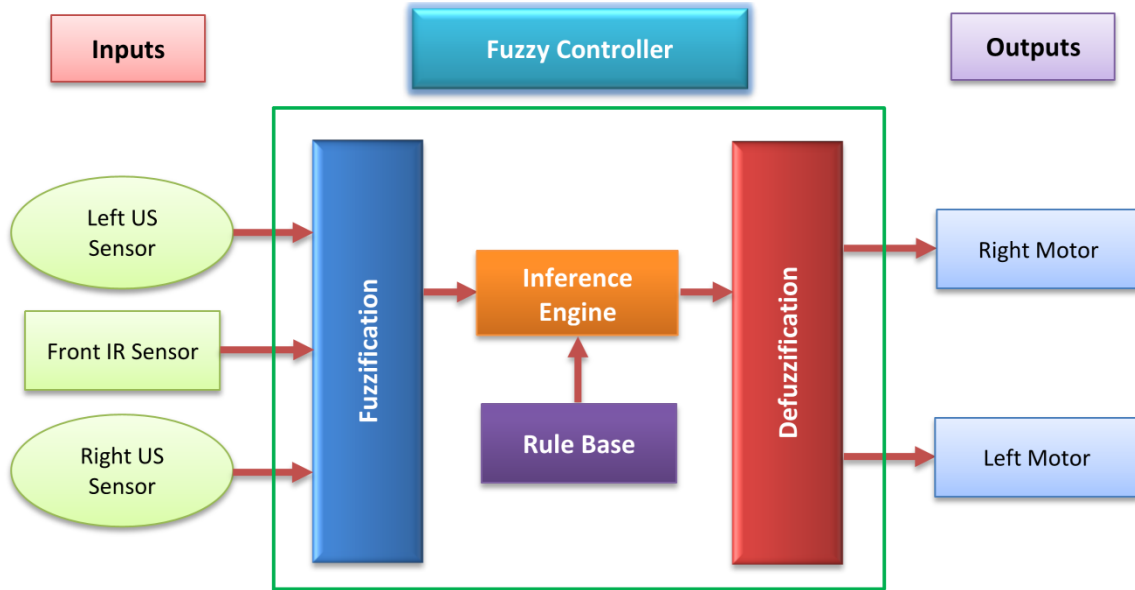 Inputs
Fuzzy Controller
Outputs
Left US
Sensor
Front IR Sensor
Right US
Sensor
Fuzzification
Inference
Engine
Rule Base
Defuzzification
Right Motor
Left Motor